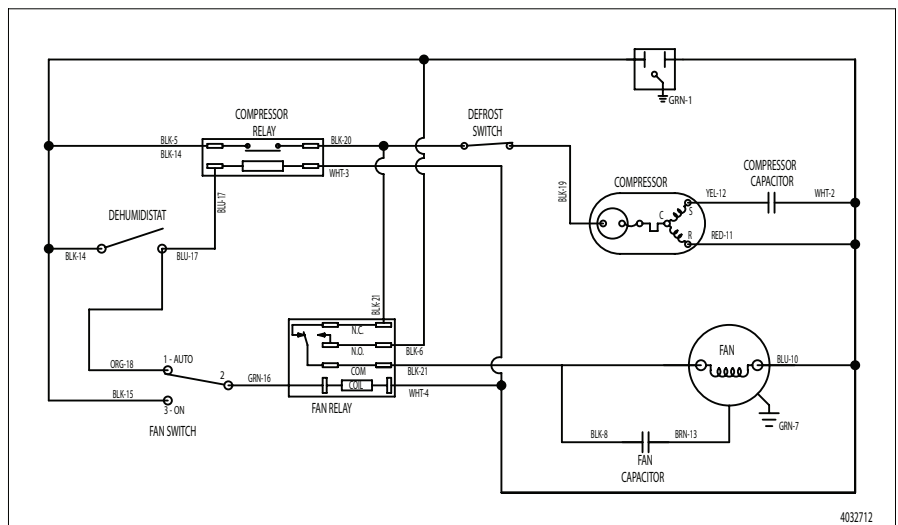 GRN-1
COMPRESSOR
RELAY
DEFROST
SWITCH
BLK-5
BLK-14
BLK-20
WHT-3
BLU-17
BLK-19
COMPRESSOR
C
S
R
YEL-12
RED-11
COMPRESSOR
CAPACITOR
WHT-2
DEHUMIDISTAT
BLK-14
BLU-17
BLK-21
N.C.
N.O.
COM
COIL
BLK-6
BLK-21
WHT-4
FAN RELAY
ORG-18
1 - AUTO
2
GRN-16
BLK-15
3 - ON
FAN SWITCH
FAN
BLU-10
GRN-7
BLK-8
BRN-13
FAN
CAPACITOR
4032712